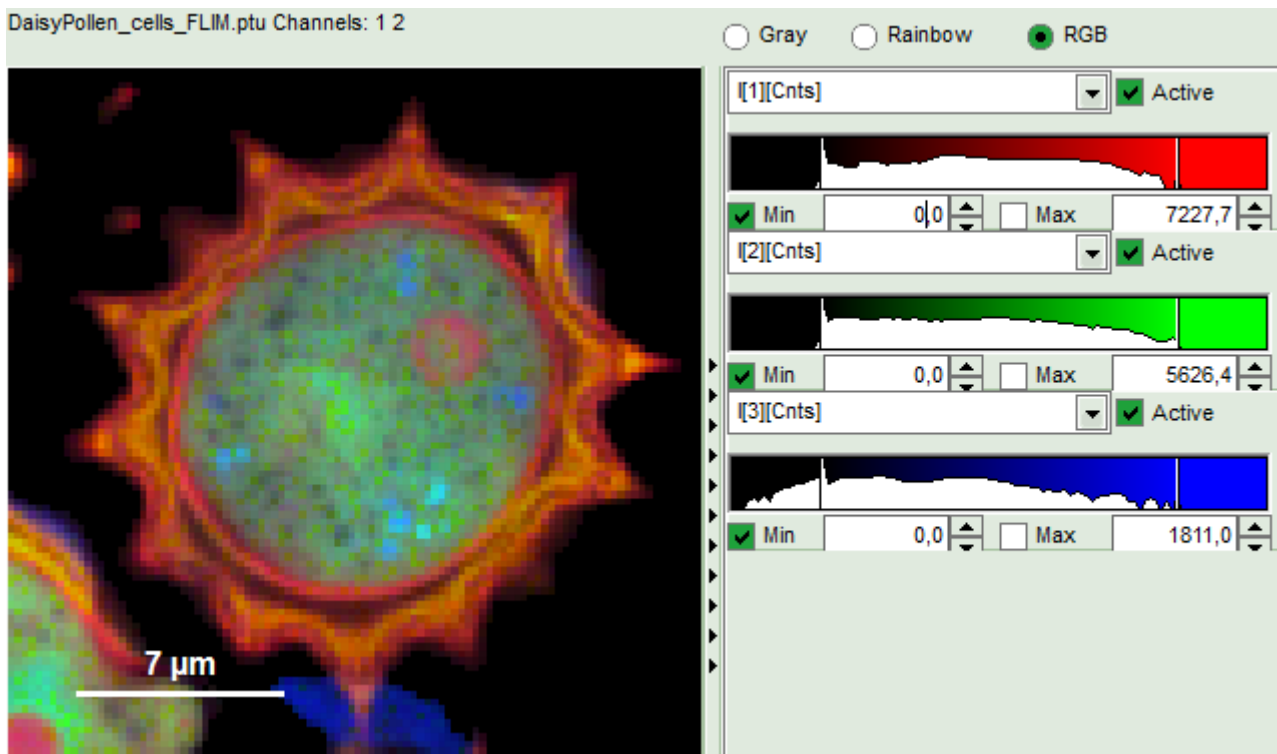 DaisyPollen_cells_FLIM.ptu Channels: 1 2
Gray Rainbow RGB
I[1][Cnts] Active
Min 0,0 Max 7227,7
I[2][Cnts] Active
Min 0,0 Max 5626,4
I[3][Cnts] Active
Min 0,0 Max 1811,0
7 µm